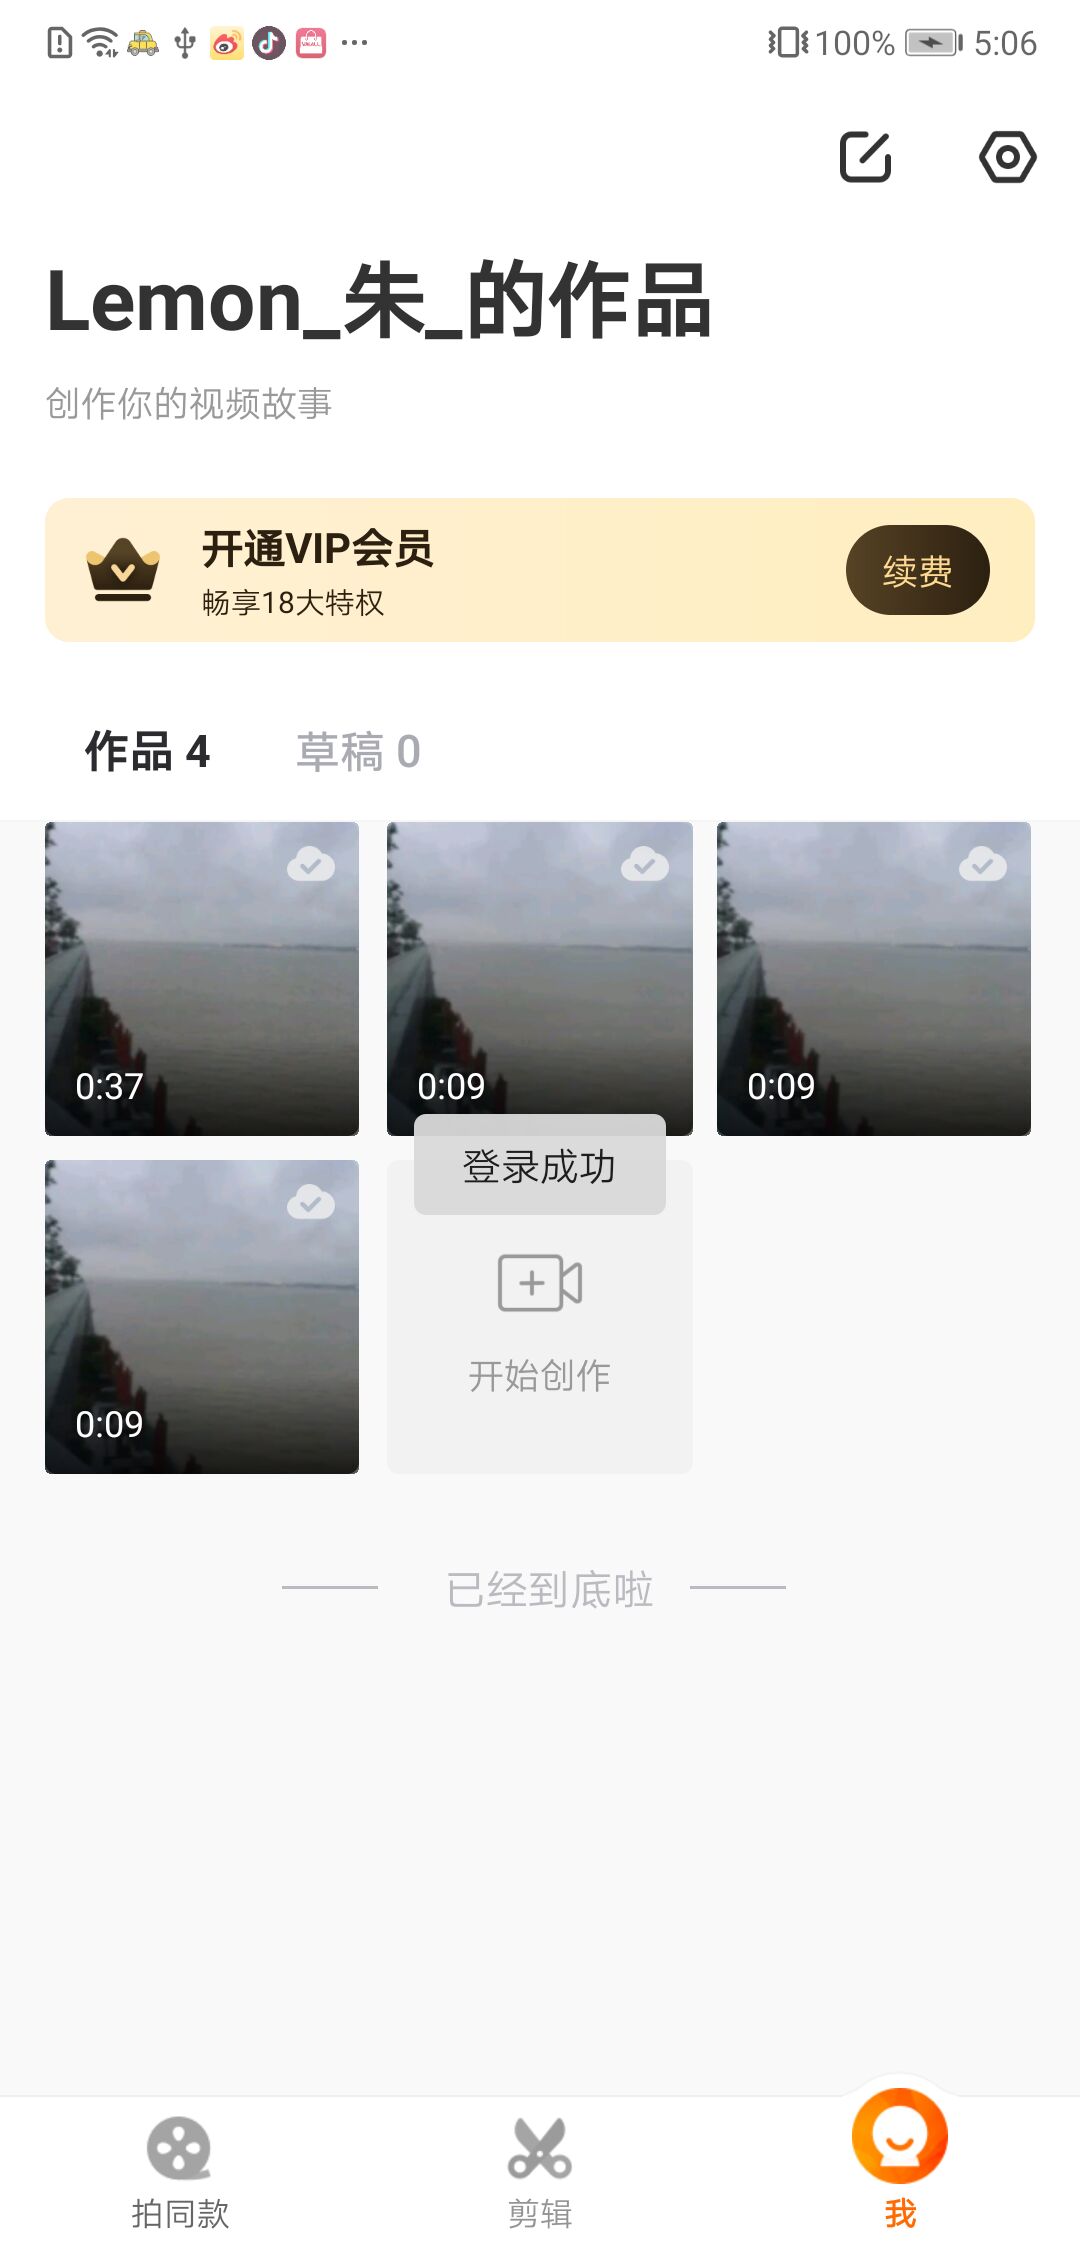 100% 5:06
Lemon_朱_的作品
创作你的视频故事
开通VIP会员
畅享18大特权
续费
作品 4 草稿 0
0:37 0:09 0:09
登录成功
0:09
开始创作
已经到底啦
拍同款 剪辑 我